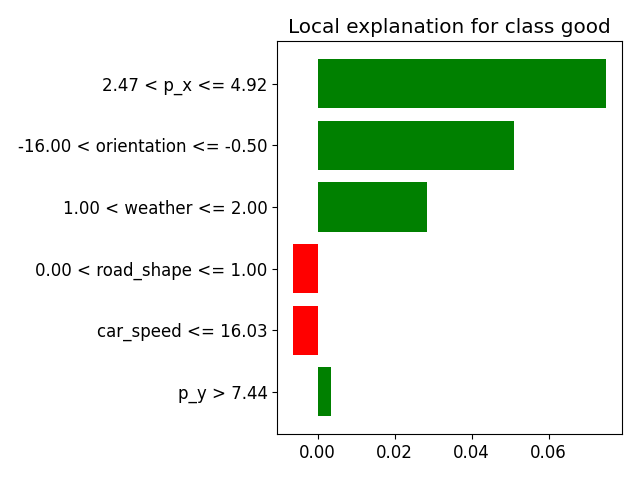 Local explanation for class good
2.47 < p_x <= 4.92
-16.00 < orientation <= -0.50
1.00 < weather <= 2.00
0.00 < road_shape <= 1.00
car_speed <= 16.03
p_y > 7.44
0.00 0.02 0.04 0.06